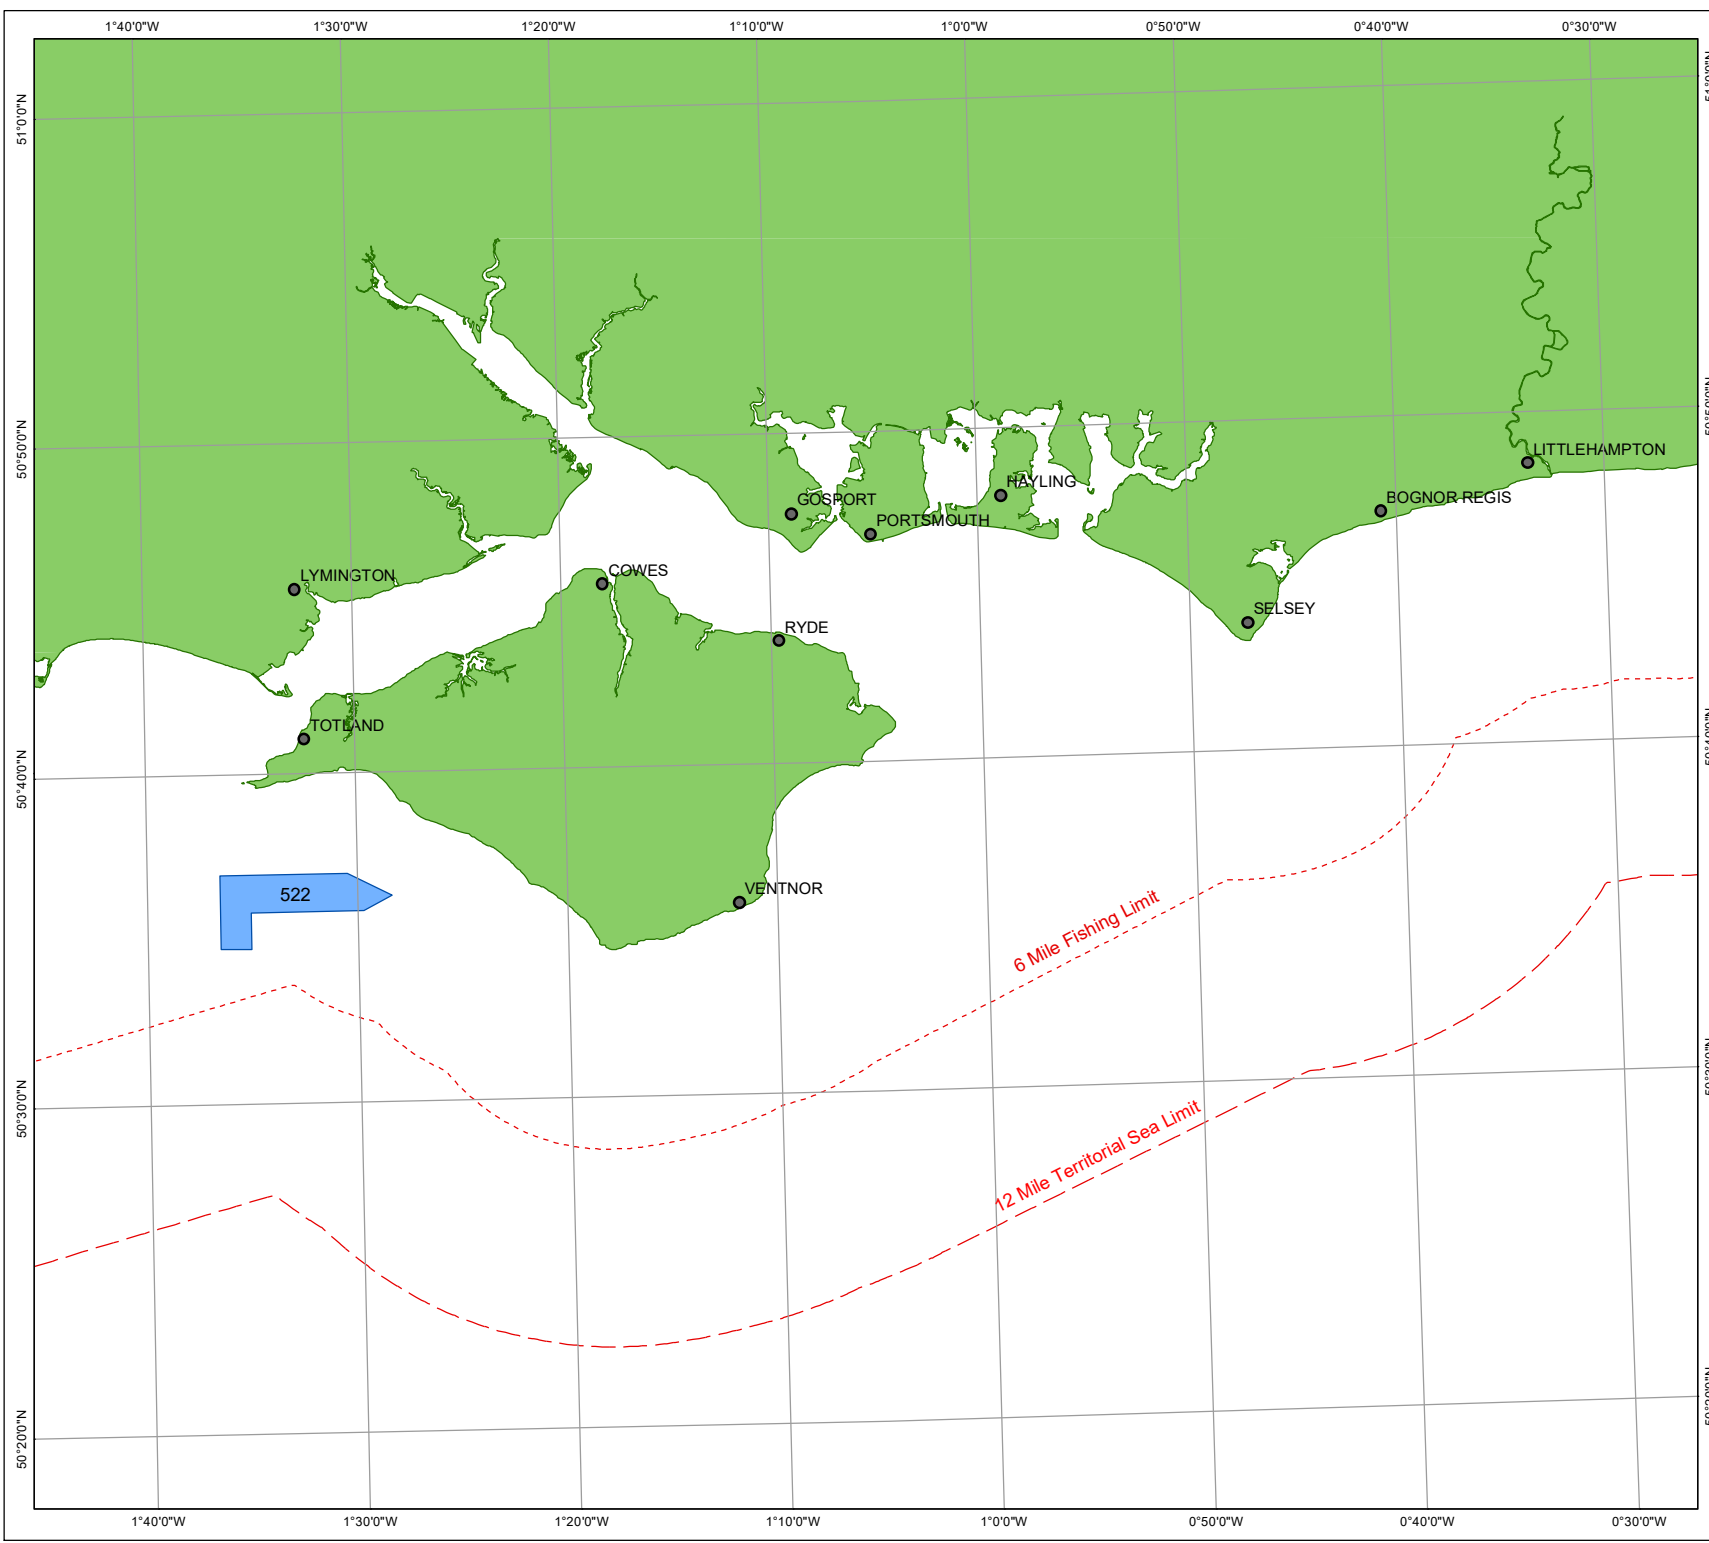 1°40'0"W 1°30'0"W 1°20'0"W 1°10'0"W 1°0'0"W 0°50'0"W 0°40'0"W 0°30'0"W
51°0'0"N
50°50'0"N
LITTLEHAMPTON
HAYLING
BOGNOR REGIS
GOSPORT
PORTSMOUTH
COWES
LYMINGTON
SELSEY
RYDE
TOTLAND
50°40'0"N
VENTNOR
522
6 Mile Fishing Limit
50°30'0"N
12 Mile Territorial Sea Limit
50°20'0"N
1°40'0"W 1°30'0"W 1°20'0"W 1°10'0"W 1°0'0"W 0°50'0"W 0°40'0"W 0°30'0"W